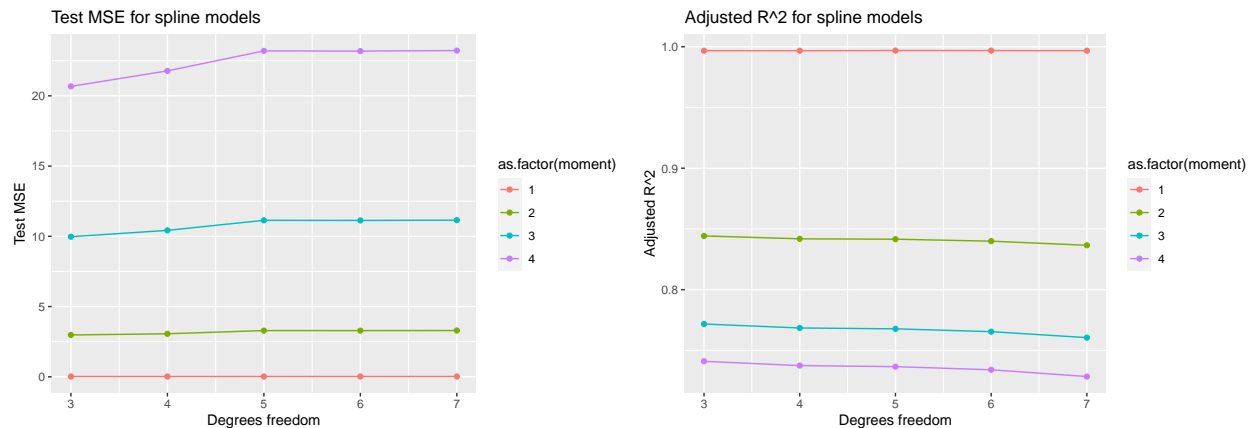 Test MSE for spline models
20
15
10
5
0
Test MSE
3 4 5 6 7
Degrees freedom
as.factor(moment)
1
2
3
4
Adjusted R^2 for spline models
1.0
0.9
0.8
Adjusted R^2
3 4 5 6 7
Degrees freedom
as.factor(moment)
1
2
3
4